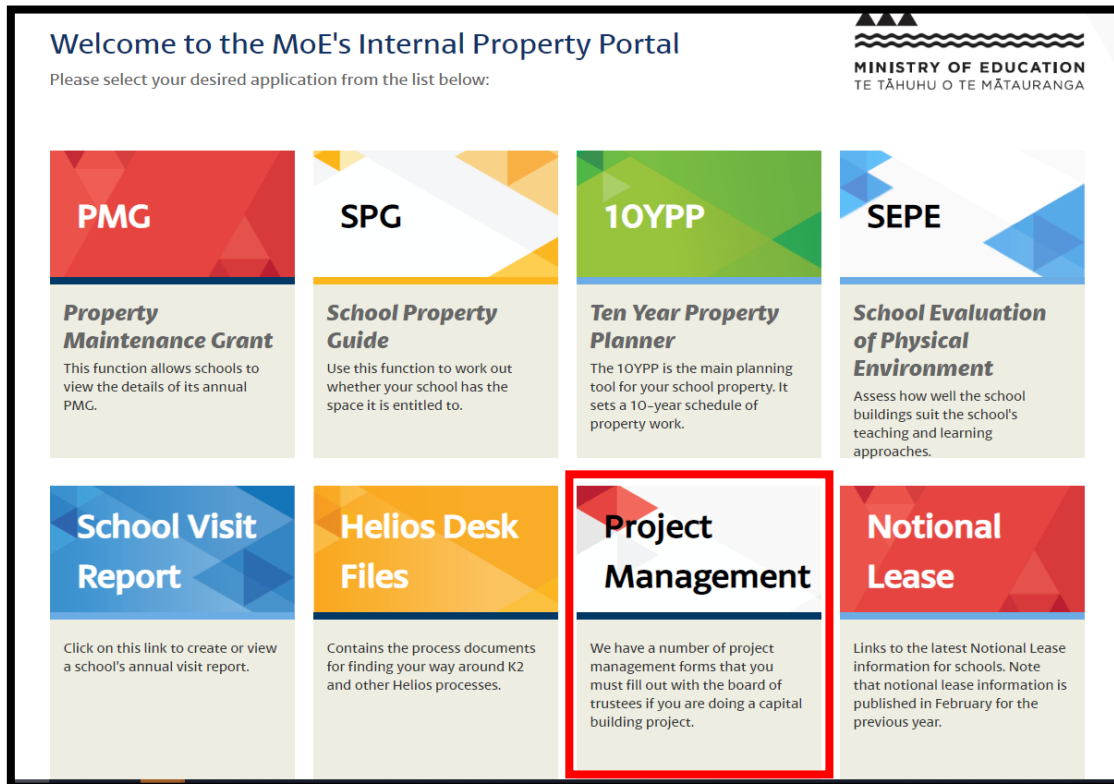 Welcome to the MoE's Internal Property Portal
Please select your desired application from the list below:
MINISTRY OF EDUCATION
TE TĀHUHU O TE MĀTAURANGA
PMG
Property
Maintenance Grant
This function allows schools to
view the details of its annual
PMG.
SPG
School Property
Guide
Use this function to work out
whether your school has the
space it is entitled to.
10YPP
Ten Year Property
Planner
The 10YPP is the main planning
tool for your school property. It
sets a 10-year schedule of
property work.
SEPE
School Evaluation
of Physical
Environment
Assess how well the school
buildings suit the school's
teaching and learning
approaches.
School Visit
Report
Click on this link to create or view
a school's annual visit report.
Helios Desk
Files
Contains the process documents
for finding your way around K2
and other Helios processes.
Project
Management
We have a number of project
management forms that you
must fill out with the board of
trustees if you are doing a capital
building project.
Notional
Lease
Links to the latest Notional Lease
information for schools. Note
that notional lease information is
published in February for the
previous year.